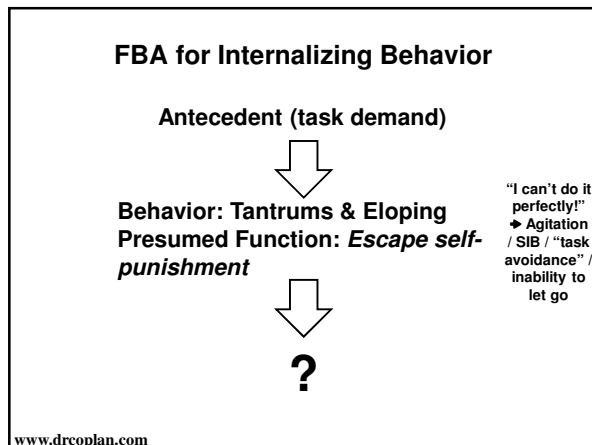 FBA for Internalizing Behavior
Antecedent (task demand)
Behavior: Tantrums & Eloping
Presumed Function: Escape self-
punishment
?
“I can’t do it
perfectly!”
➜ Agitation
/ SIB / “task
avoidance” /
inability to
let go
www.drcoplan.com